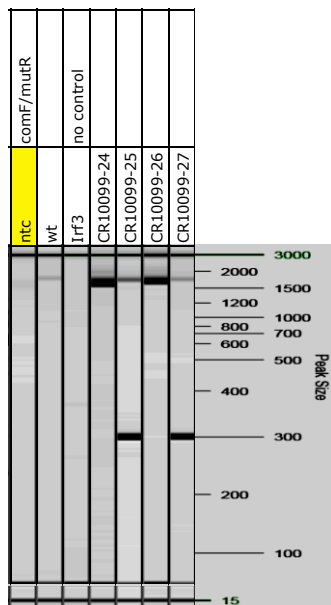 comF/mutR
no control
ntc
wt
Irf3
CR10099-24
CR10099-25
CR10099-26
CR10099-27
3000
2000
1500
1200
1000
800
700
600
500
400
300
200
100
15
Peak Size